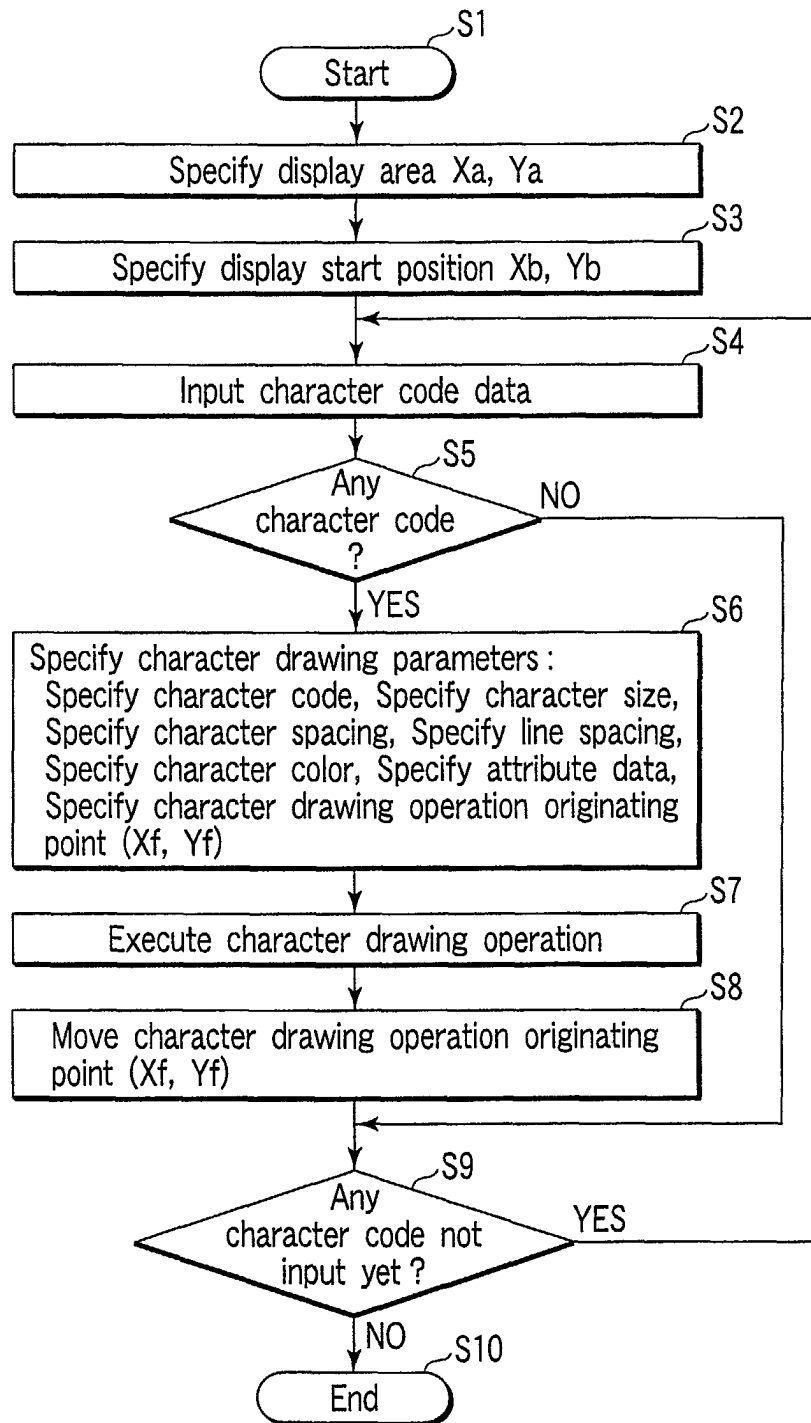 S1
Start
S2
Specify display area Xa, Ya
S3
Specify display start position Xb, Yb
S4
Input character code data
S5
Any
character code
?
NO
YES
S6
Specify character drawing parameters :
Specify character code, Specify character size,
Specify character spacing, Specify line spacing,
Specify character color, Specify attribute data,
Specify character drawing operation originating
point (Xf, Yf)
S7
Execute character drawing operation
S8
Move character drawing operation originating
point (Xf, Yf)
S9
Any
character code not
input yet ?
YES
NO
S10
End